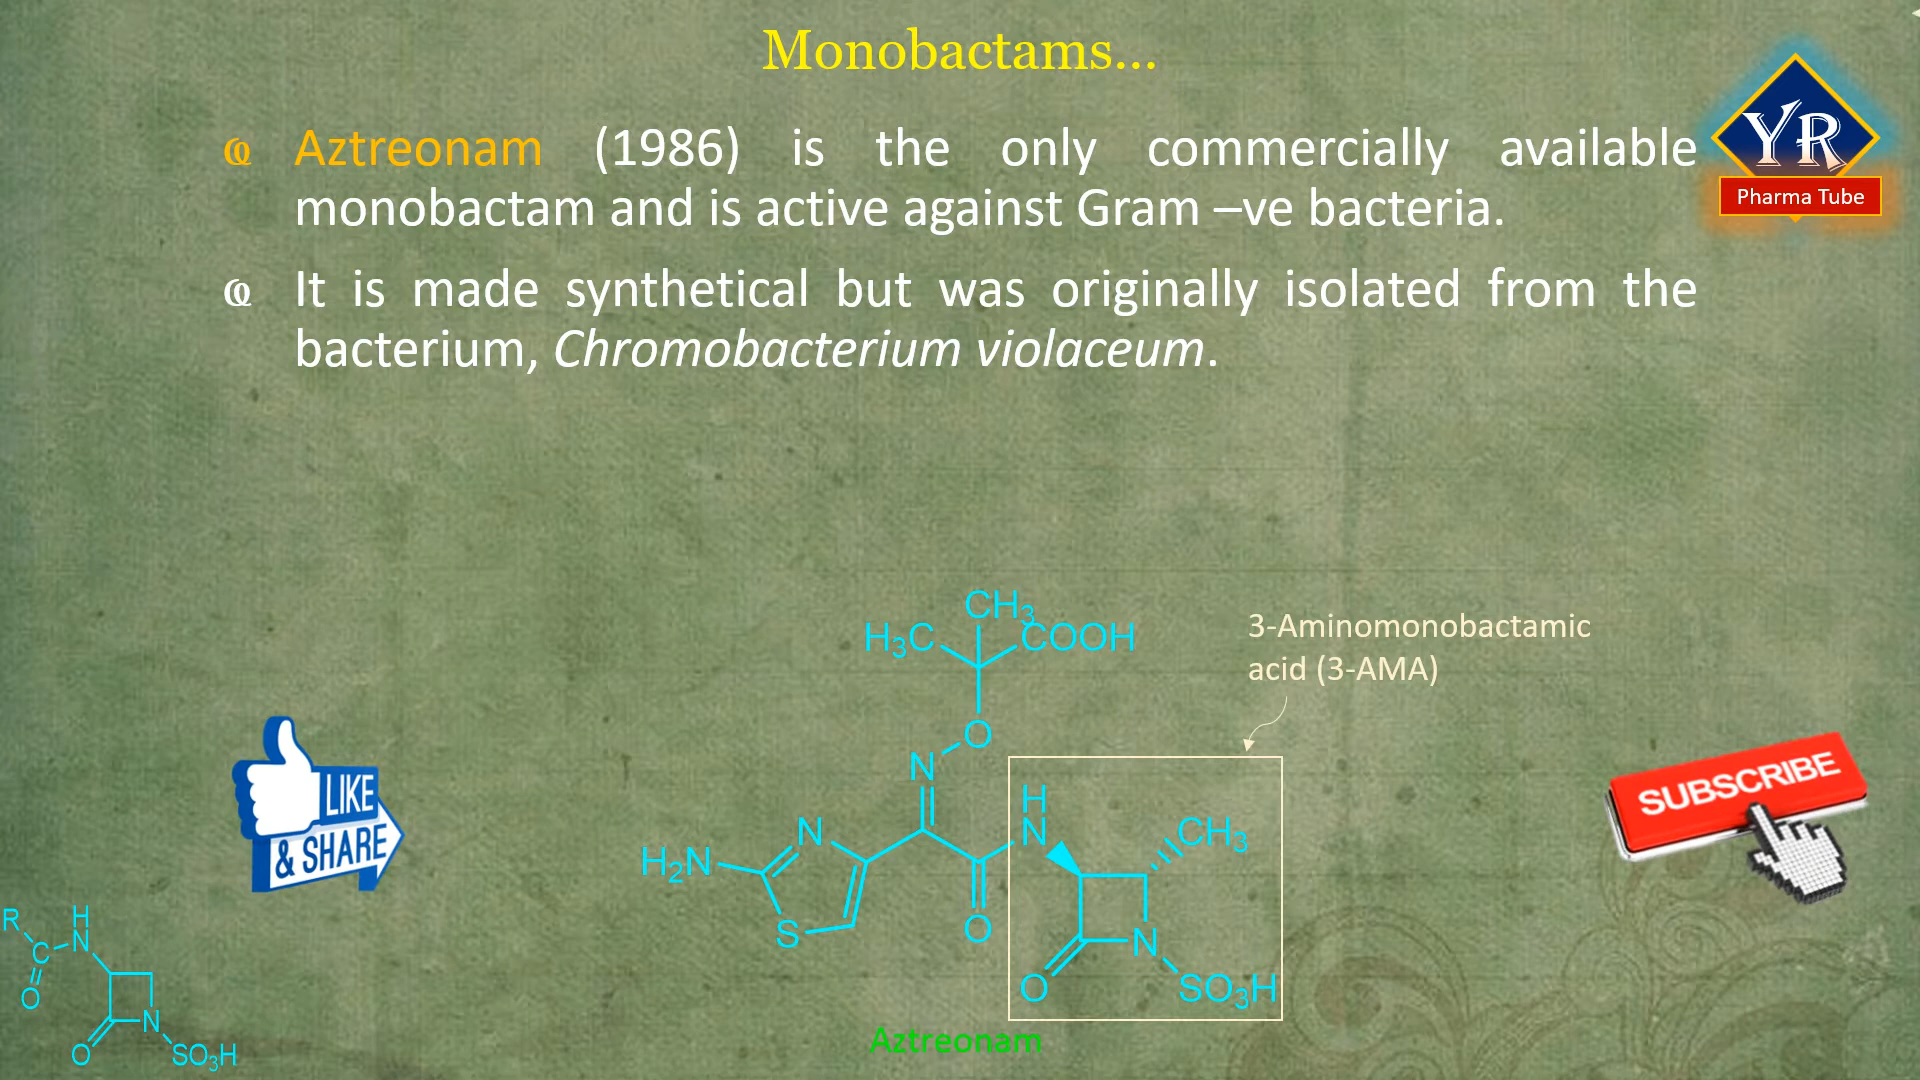 Monobactams...
YR
Pharma Tube
Aztreonam (1986) is the only commercially available
monobactam and is active against Gram –ve bacteria.
It is made synthetical but was originally isolated from the
bacterium, Chromobacterium violaceum.
CH3
H3C COOH
3-Aminomonobactamic
acid (3-AMA)
O
N
LIKE
& SHARE
SUBSCRIBE
H
N N CH3
H2N
S O N
O SO3H
Aztreonam
R H
C N
O
N
O SO3H